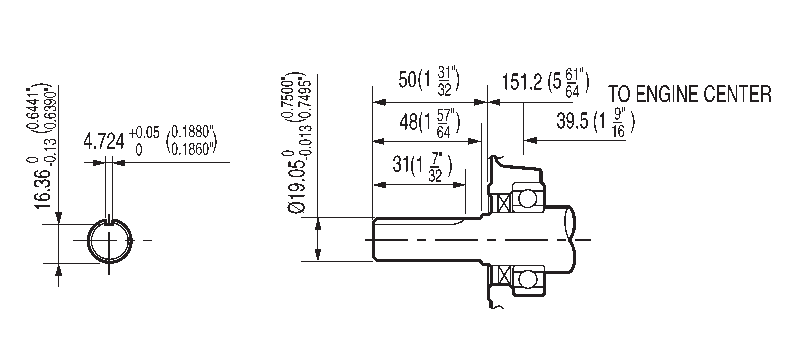 16.36 0 -0.13 (0.6441" 0.6390")
4.724 +0.05 0 (0.1880" 0.1860")
Ø19.05 0 -0.013 (0.7500" 0.7495")
50(1 31/32")
151.2 (5 61/64")
TO ENGINE CENTER
48(1 57/64")
39.5 (1 9/16")
31(1 7/32")